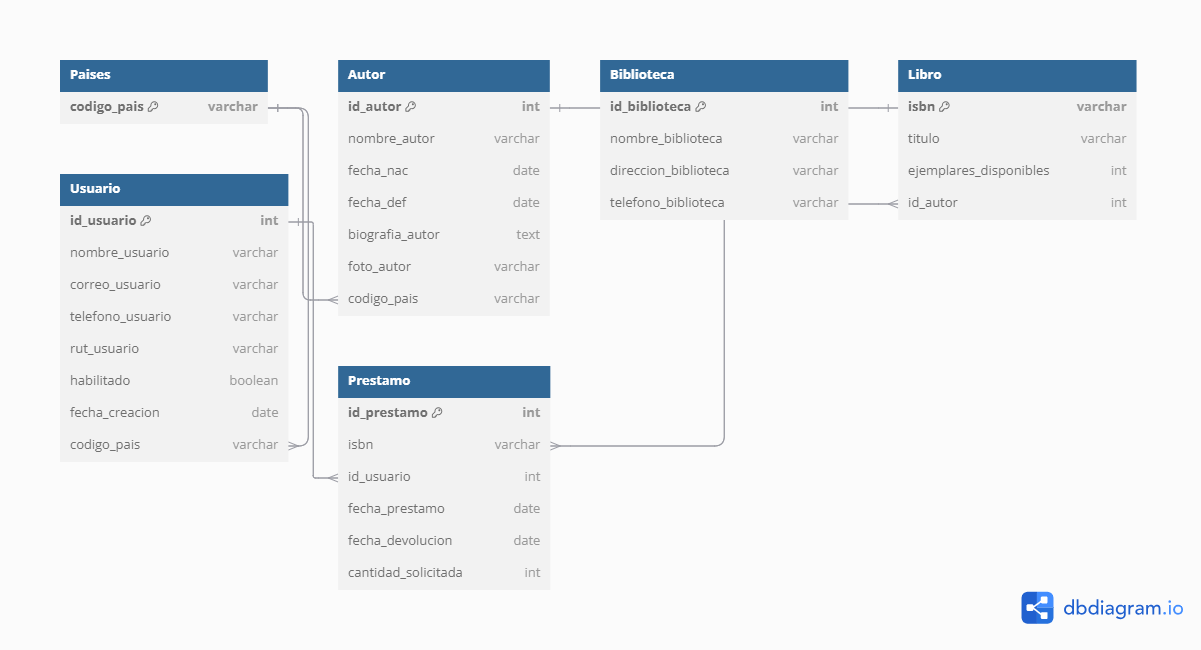 Paises
codigo_pais varchar
Usuario
id_usuario int
nombre_usuario varchar
correo_usuario varchar
telefono_usuario varchar
rut_usuario varchar
habilitado boolean
fecha_creacion date
codigo_pais varchar
Autor
id_autor int
nombre_autor varchar
fecha_nac date
fecha_def date
biografia_autor text
foto_autor varchar
codigo_pais varchar
Prestamo
id_prestamo int
isbn varchar
id_usuario int
fecha_prestamo date
fecha_devolucion date
cantidad_solicitada int
Biblioteca
id_biblioteca int
nombre_biblioteca varchar
direccion_biblioteca varchar
telefono_biblioteca varchar
Libro
isbn varchar
titulo varchar
ejemplares_disponibles int
id_autor int
dbdiagram.io